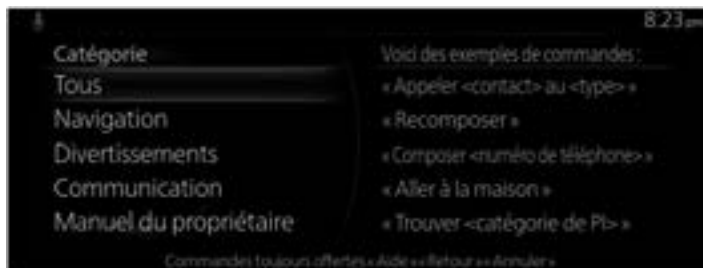 8:23 pm
Catégorie
Tous
Navigation
Divertissements
Communication
Manuel du propriétaire
Voici des exemples de commandes :
« Appeler <contact> au <type> »
« Recomposer »
« Composer <numéro de téléphone> »
« Aller à la maison »
« Trouver <catégorie de PI> »
Commandes toujours offertes « Aide » « Retour » « Annuler »